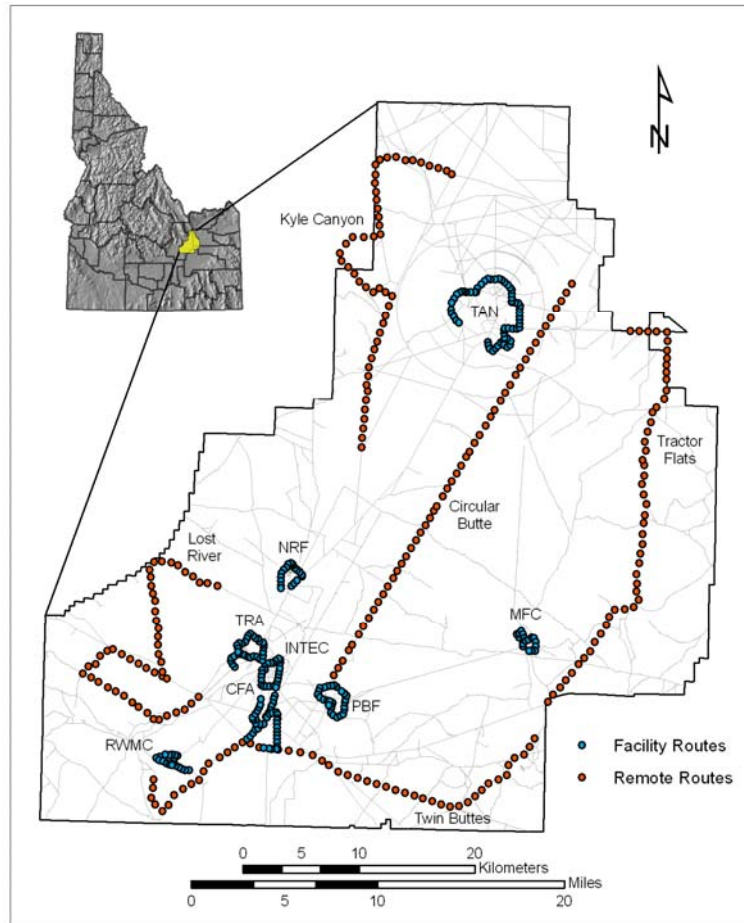 N
Kyle Canyon
TAN
Tractor
Flats
Circular
Butte
Lost
River
NRF
MFC
TRA
INTEC
CFA
PBF
RWMC
Facility Routes
Remote Routes
Twin Buttes
0 5 10 20
Kilometers
Miles
0 5 10 20